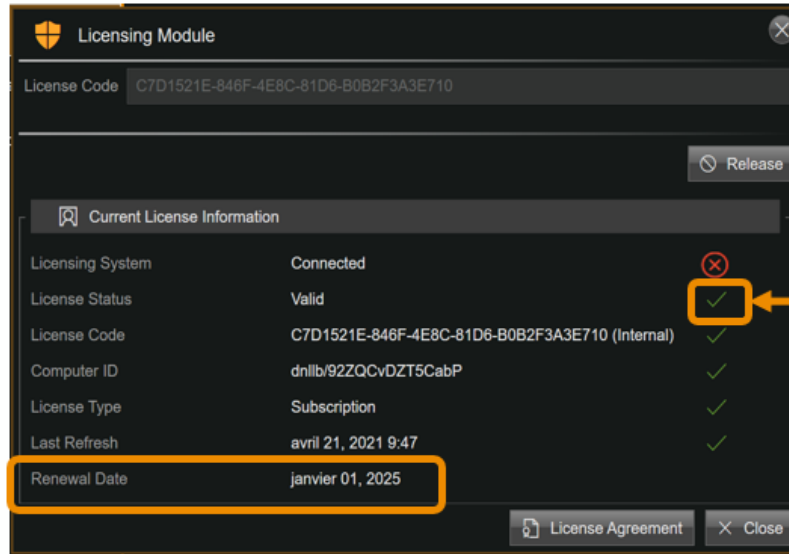 Licensing Module
License Code C7D1521E-846F-4E8C-81D6-B0B2F3A3E710
Release
Current License Information
Licensing System Connected
License Status Valid
License Code C7D1521E-846F-4E8C-81D6-B0B2F3A3E710 (Internal)
Computer ID dnllb/92ZQCvDZT5CabP
License Type Subscription
Last Refresh avril 21, 2021 9:47
Renewal Date janvier 01, 2025
License Agreement Close